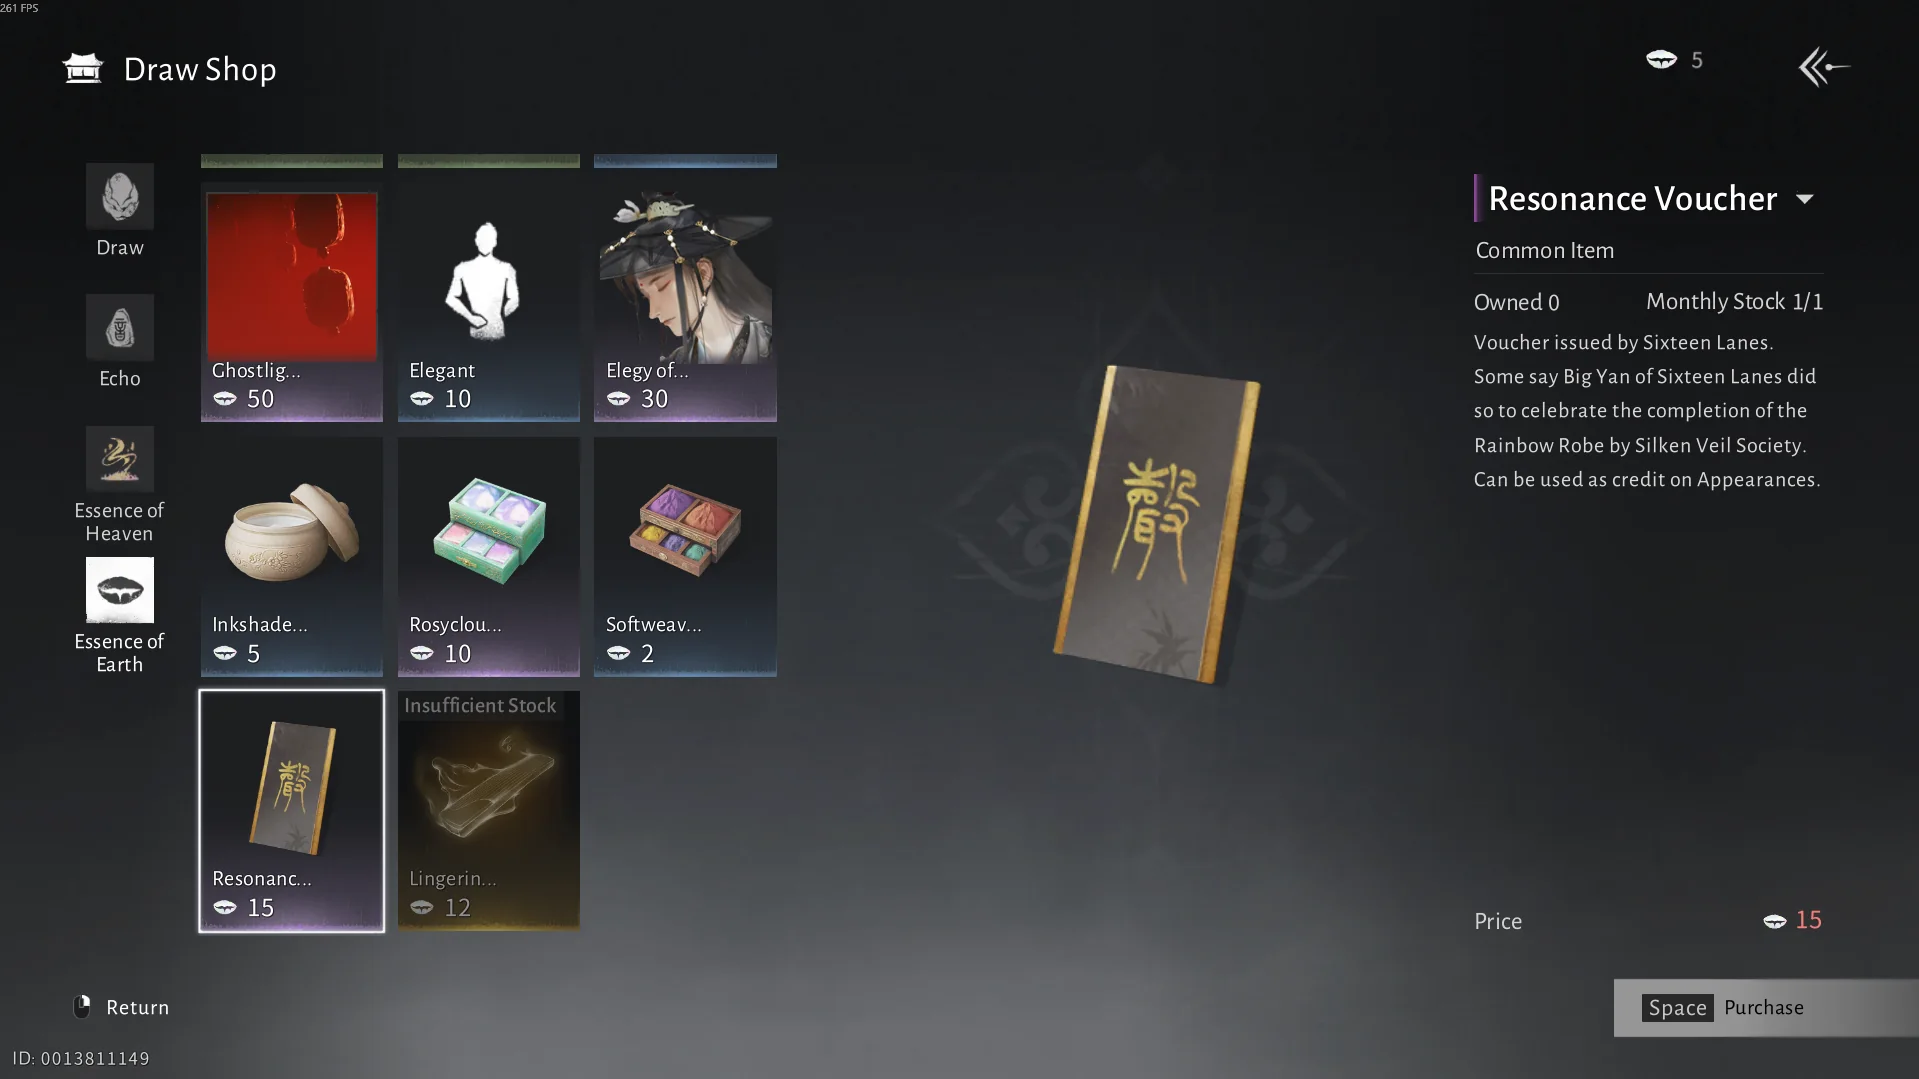 261 FPS
Draw Shop
5
Draw
Echo
Essence of
Heaven
Essence of
Earth
Ghostlig...
50
Elegant
10
Elegy of...
30
Inkshade...
5
Rosyclou...
10
Softweav...
2
Resonanc...
15
Insufficient Stock
Lingerin...
12
Resonance Voucher
Common Item
Owned 0
Monthly Stock 1/1
Voucher issued by Sixteen Lanes.
Some say Big Yan of Sixteen Lanes did
so to celebrate the completion of the
Rainbow Robe by Silken Veil Society.
Can be used as credit on Appearances.
Price
15
Space Purchase
Return
ID: 0013811149